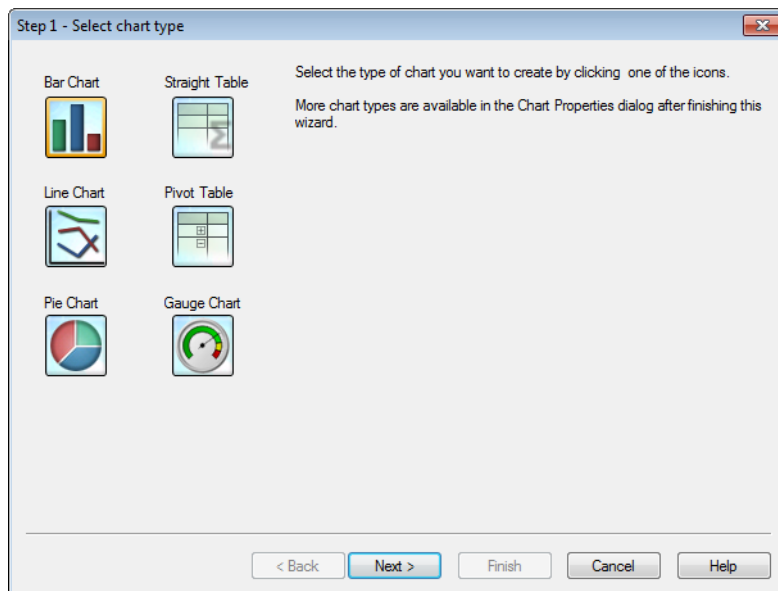 Step 1 - Select chart type
Bar Chart
Straight Table
Select the type of chart you want to create by clicking one of the icons.
More chart types are available in the Chart Properties dialog after finishing this
wizard.
Line Chart
Pivot Table
Pie Chart
Gauge Chart
< Back
Next >
Finish
Cancel
Help